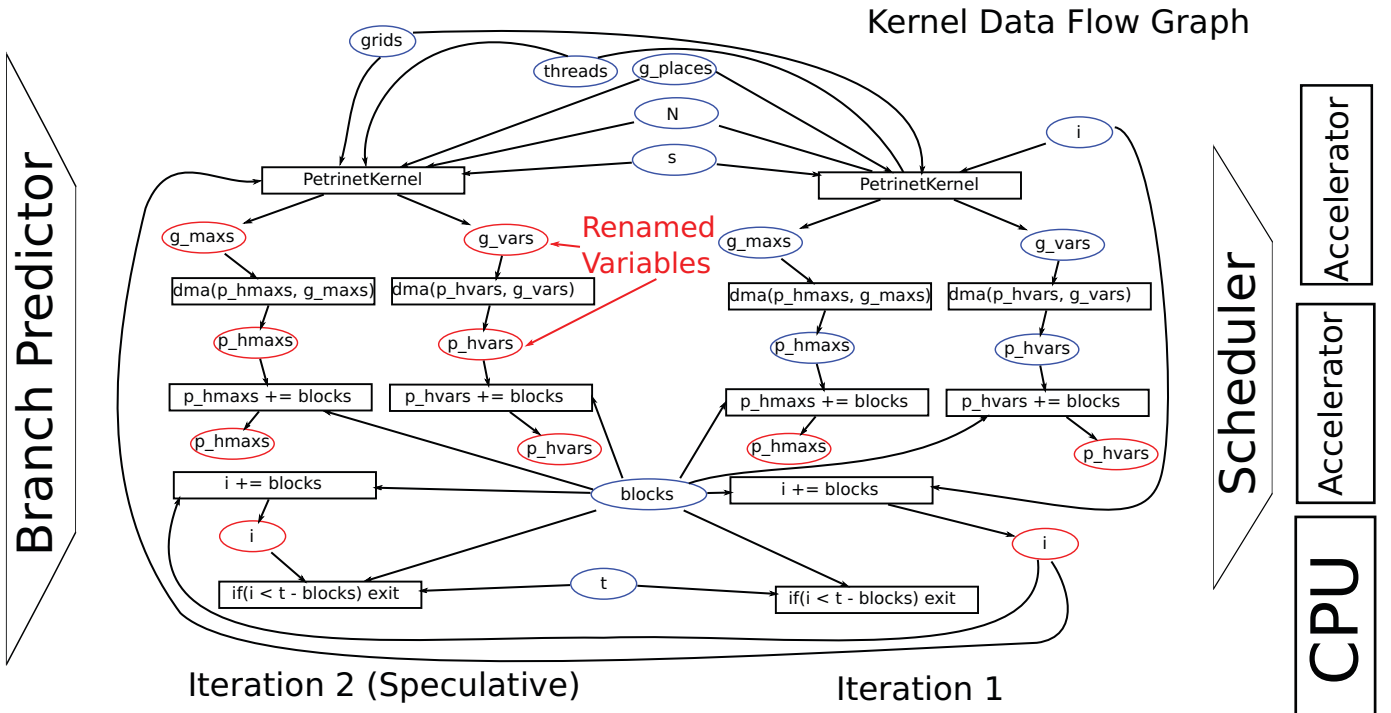 Kernel Data Flow Graph
grids
threads
g_places
N
s
i
PetrinetKernel
PetrinetKernel
g_maxs
g_vars
Renamed
Variables
g_maxs
g_vars
dma(p_hmaxs, g_maxs)
dma(p_hvars, g_vars)
dma(p_hmaxs, g_maxs)
dma(p_hvars, g_vars)
p_hmaxs
p_hvars
p_hmaxs
p_hvars
p_hmaxs += blocks
p_hvars += blocks
p_hmaxs += blocks
p_hvars += blocks
p_hmaxs
p_hvars
p_hmaxs
p_hvars
i += blocks
blocks
i += blocks
i
i
if(i < t - blocks) exit
t
if(i < t - blocks) exit
Iteration 2 (Speculative)
Iteration 1
Branch Predictor
Scheduler
Accelerator
Accelerator
CPU